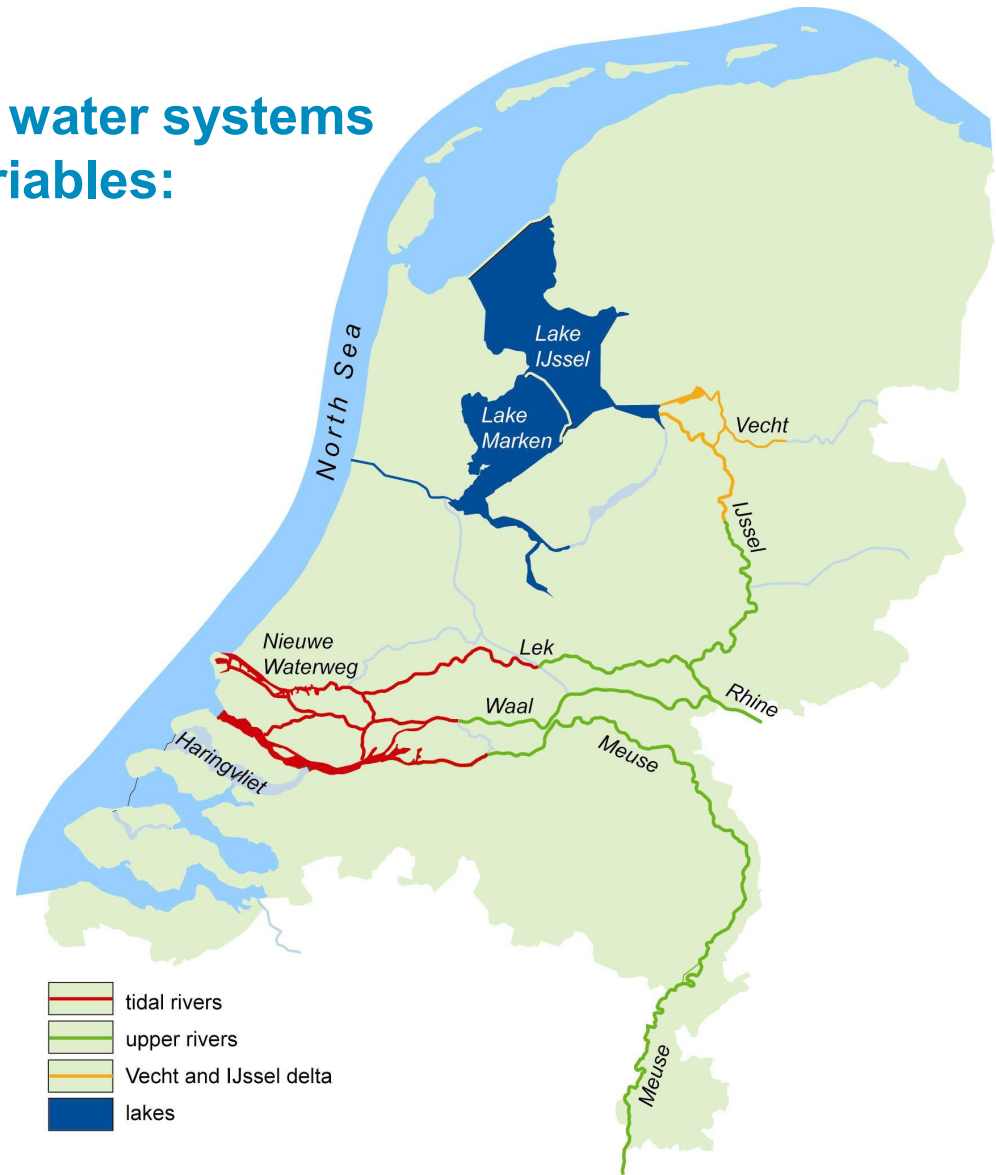 water systems
riables:
North Sea
Lake
IJssel
Lake
Marken
Vecht
IJssel
Nieuwe
Waterweg
Lek
Waal
Rhine
Haringvliet
Meuse
Meuse
tidal rivers
upper rivers
Vecht and IJssel delta
lakes